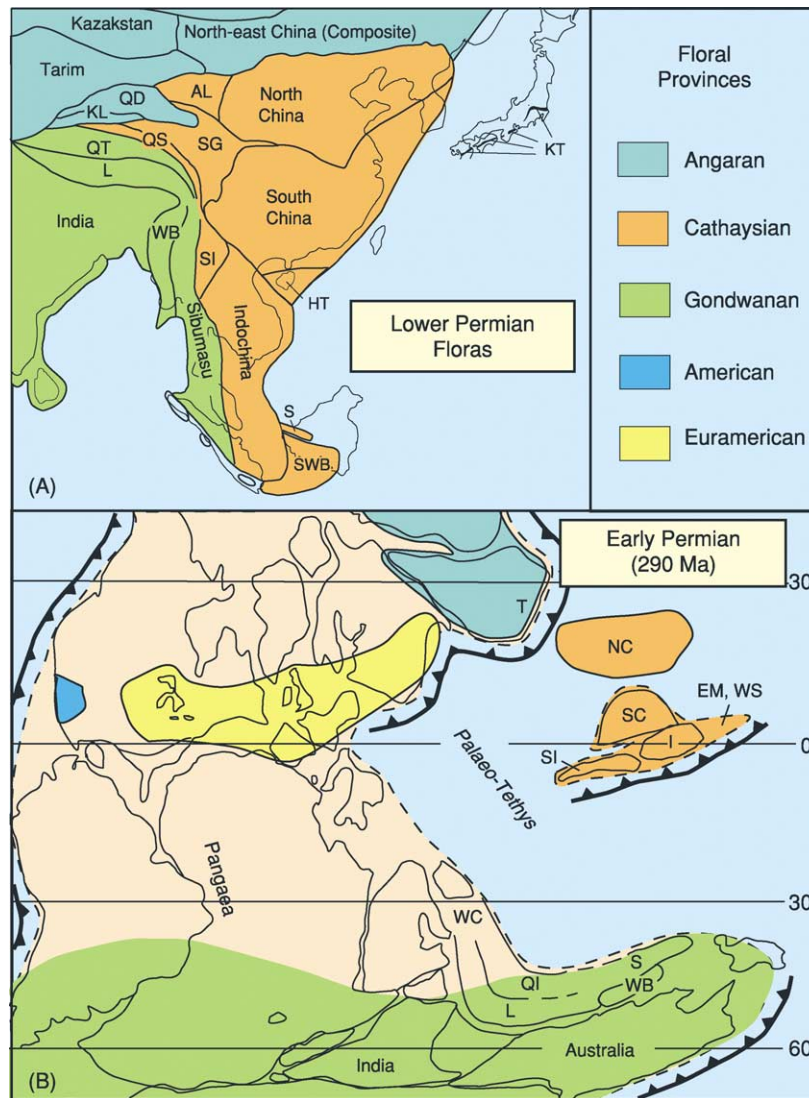 Kazakstan
North-east China (Composite)
Tarim
QD
AL
North
China
KL
QS
SG
QT
L
South
China
India
WB
SI
HT
Sibumasu
Indochina
S
SWB
KT
Lower Permian
Floras
(A)
Floral
Provinces
Angaran
Cathaysian
Gondwanan
American
Euramerican
Early Permian
(290 Ma)
30
T
NC
EM, WS
SC
I
SI
0
Palaeo-Tethys
Pangaea
30
WC
S
QI
WB
L
India
Australia
60
(B)